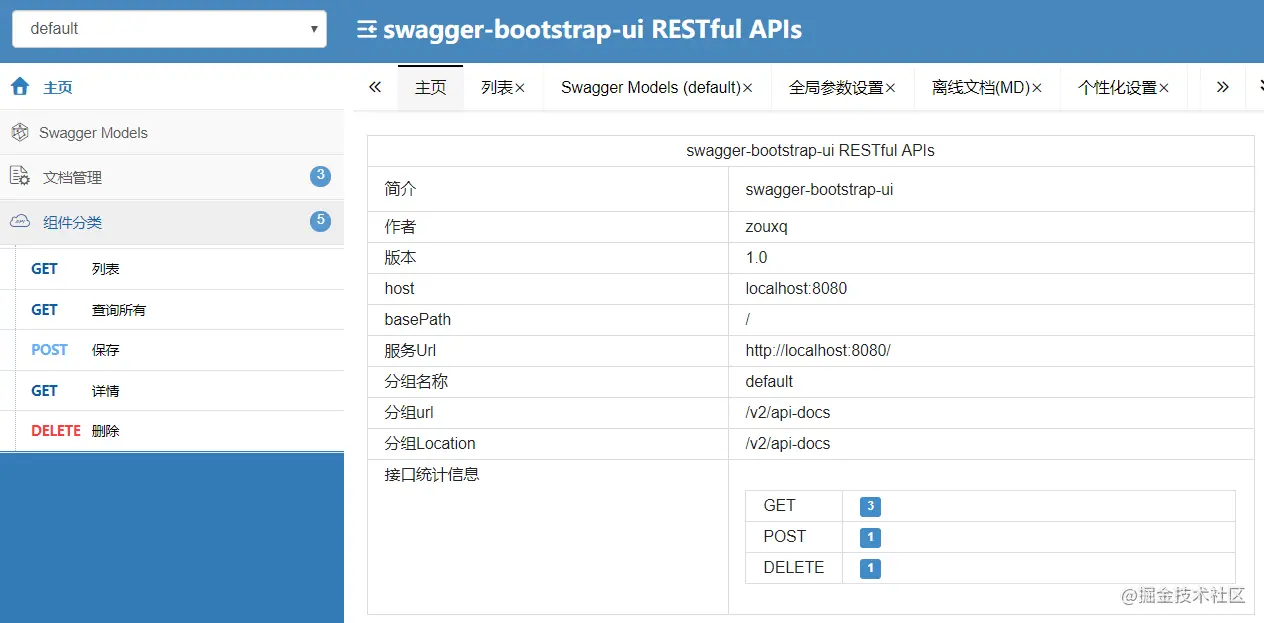 default
swagger-bootstrap-ui RESTful APIs
主页
Swagger Models
文档管理 3
组件分类 5
GET 列表
GET 查询所有
POST 保存
GET 详情
DELETE 删除
主页 列表× Swagger Models (default)× 全局参数设置× 离线文档(MD)× 个性化设置×
swagger-bootstrap-ui RESTful APIs
简介 swagger-bootstrap-ui
作者 zouxq
版本 1.0
host localhost:8080
basePath /
服务Url http://localhost:8080/
分组名称 default
分组url /v2/api-docs
分组Location /v2/api-docs
接口统计信息
GET 3
POST 1
DELETE 1
@掘金技术社区